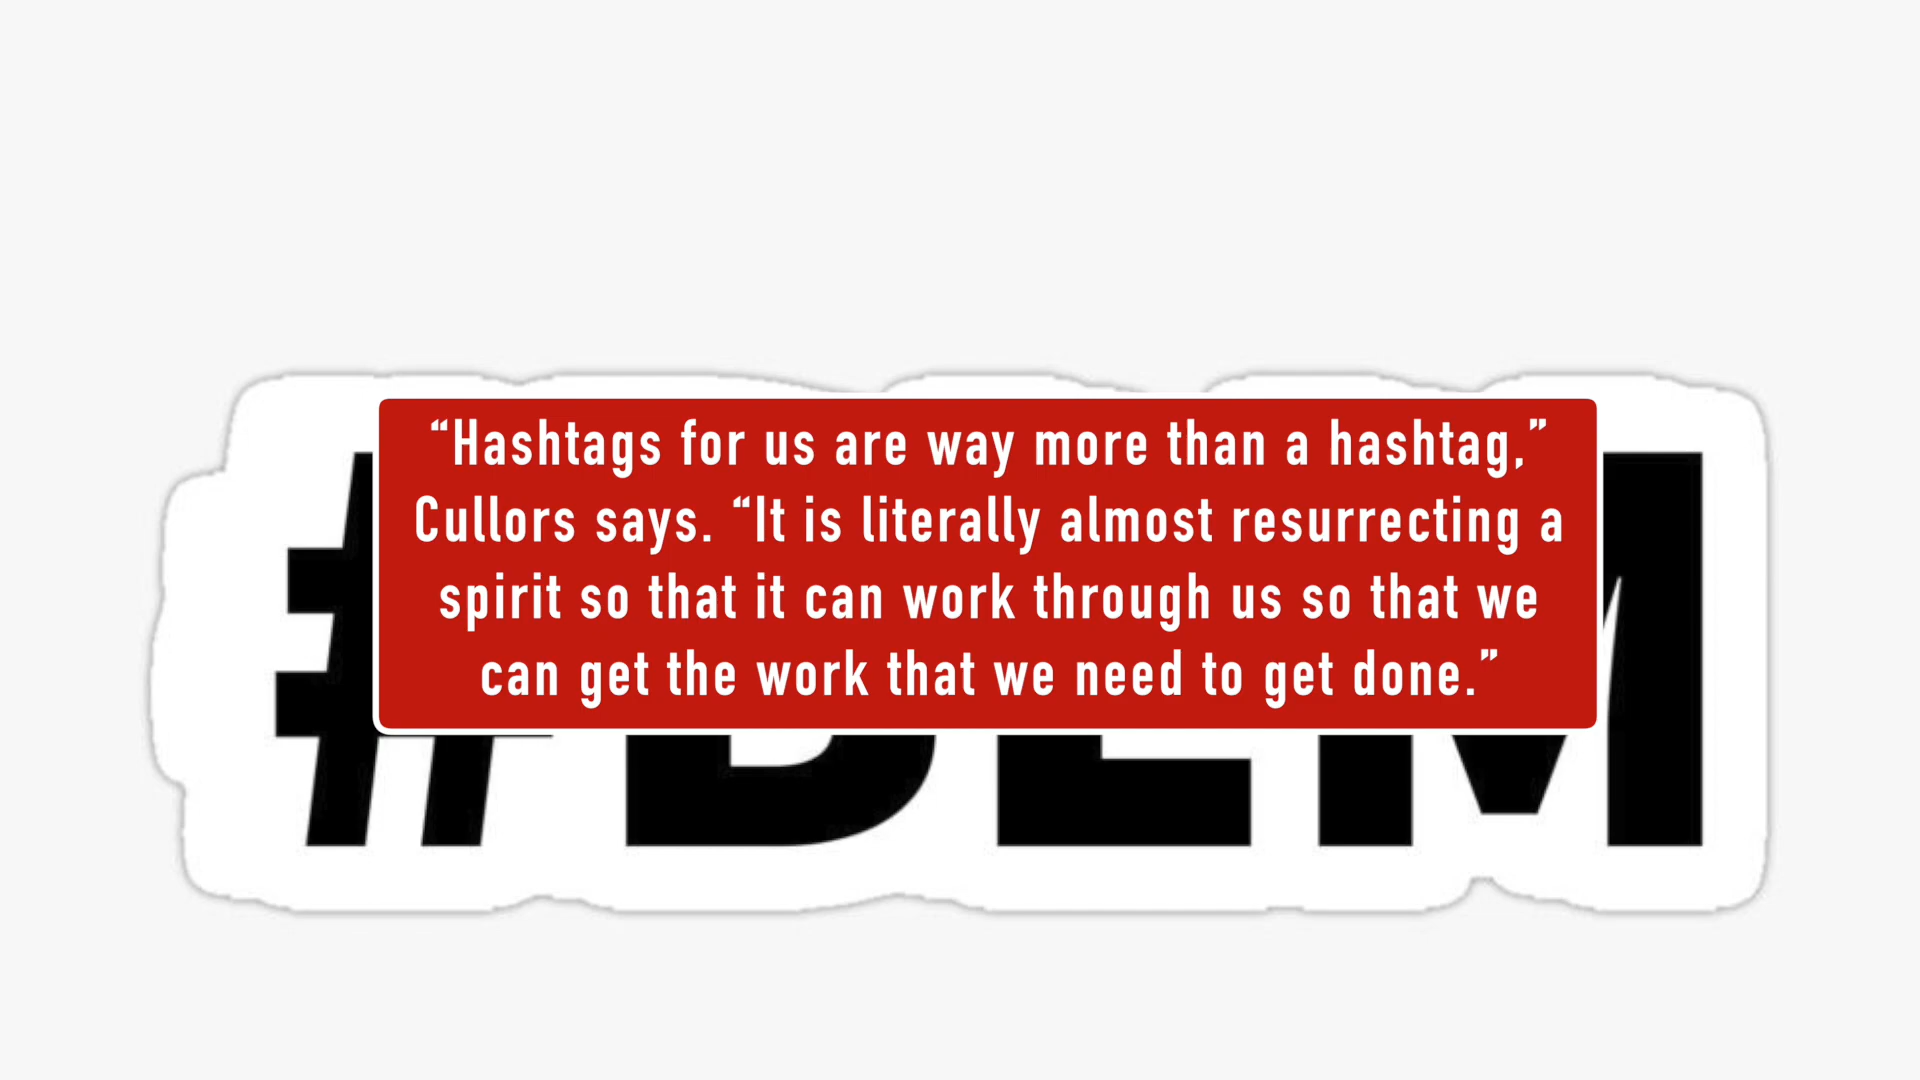 “Hashtags for us are way more than a hashtag,”
Cullors says. “It is literally almost resurrecting a
spirit so that it can work through us so that we
can get the work that we need to get done.”
#BLM